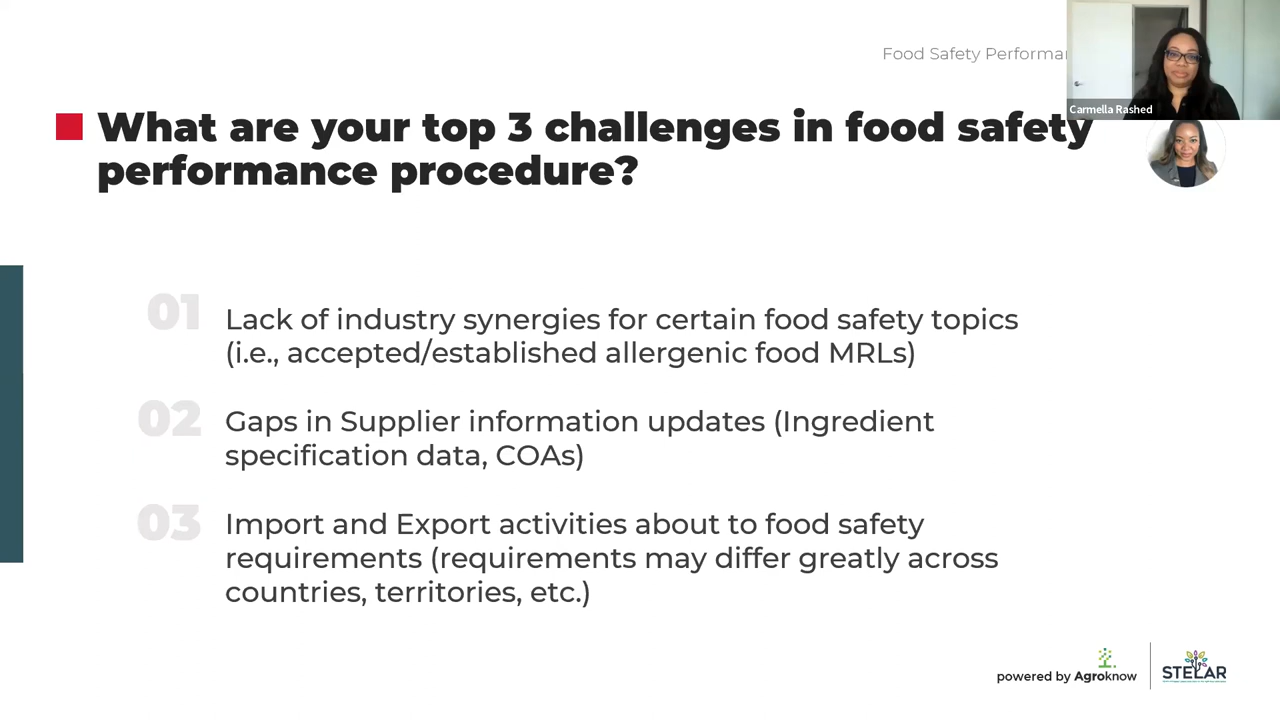 Food Safety
Carmella Rashed
What are your top 3 challenges in food safety
performance procedure?
01
Lack of industry synergies for certain food safety topics
(i.e., accepted/established allergenic food MRLs)
02
Gaps in Supplier information updates (Ingredient
specification data, COAs)
03
Import and Export activities about to food safety
requirements (requirements may differ greatly across
countries, territories, etc.)
powered by Agroknow
STELAR